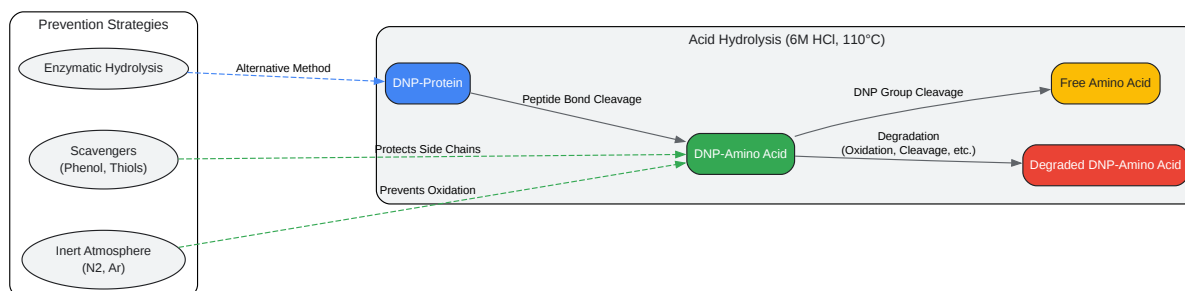 Prevention Strategies
Enzymatic Hydrolysis
Scavengers
(Phenol, Thiols)
Inert Atmosphere
(N2, Ar)
Alternative Method
Protects Side Chains
Prevents Oxidation
Acid Hydrolysis (6M HCl, 110°C)
DNP-Protein
Peptide Bond Cleavage
DNP-Amino Acid
DNP Group Cleavage
Degradation
(Oxidation, Cleavage, etc.)
Free Amino Acid
Degraded DNP-Amino Acid